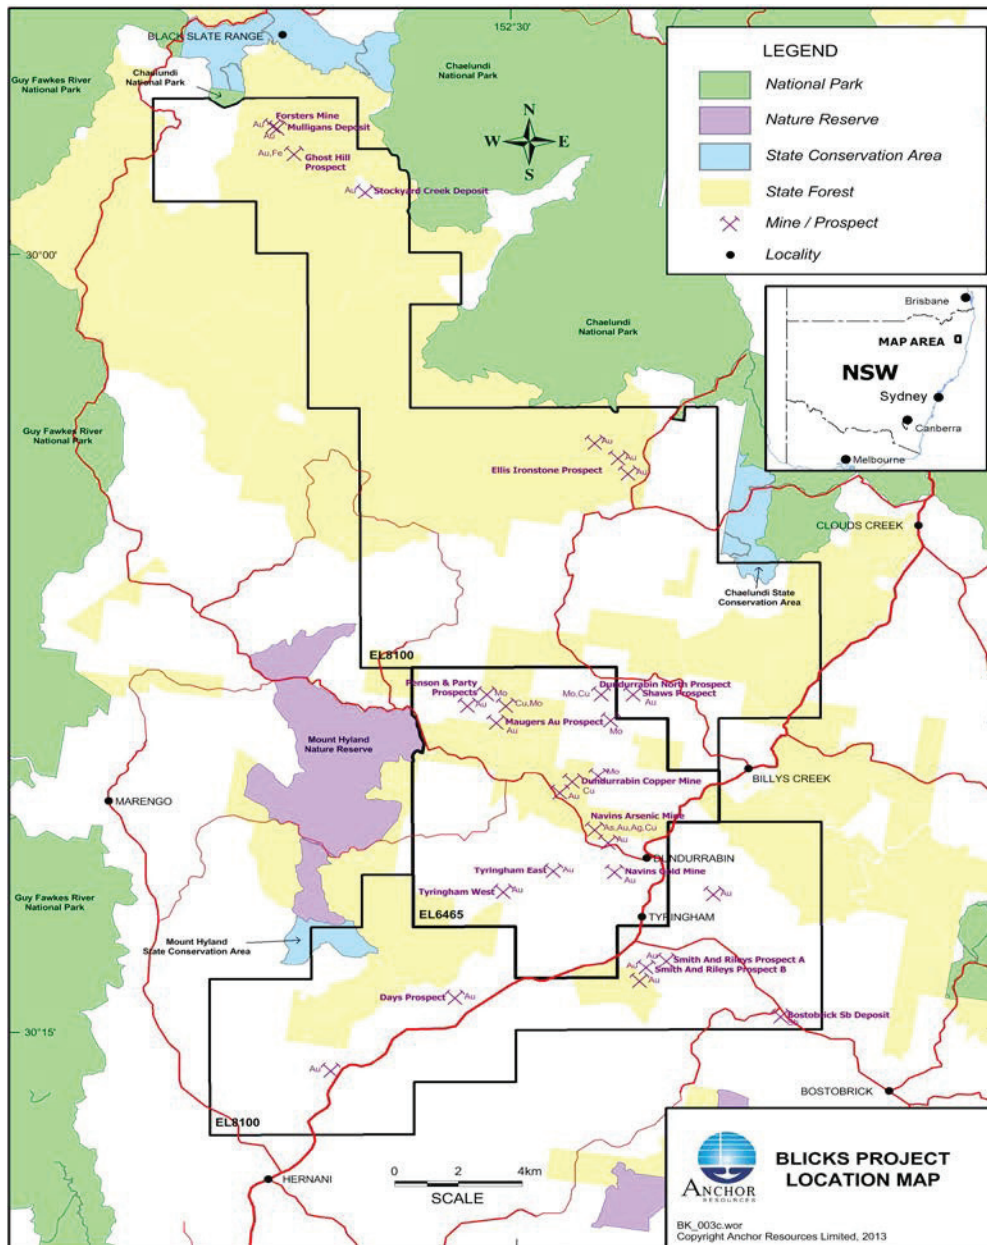 152°30'
BLACK SLATE RANGE
Chaelundi
National Park
Guy Fawkes River
National Park
Chaelundi
National Park
LEGEND
National Park
Nature Reserve
State Conservation Area
State Forest
Mine / Prospect
Locality
N
W
E
S
Forsters Mine
Au
Mulligans Deposit
Au
Au,Fe
Ghost Hill
Prospect
Au
Stockyard Creek Deposit
30°00'
Chaelundi
National Park
Brisbane
MAP AREA
NSW
Sydney
Canberra
Melbourne
Guy Fawkes River
National Park
Au
Au
Ellis Ironstone Prospect
Au
CLOUDS CREEK
Chaelundi State
Conservation Area
EL8100
Penson & Party
Prospects
Mo
Au
Cu,Mo
Maugers Au Prospect
Au
Dundurrabin North Prospect
Mo,Cu
Shaws Prospect
Au
Mo
Mount Hyland
Nature Reserve
Mo
Dundurrabin Copper Mine
Cu
Au
BILLYS CREEK
MARENGO
Navins Arsenic Mine
As,Au,Ag,Cu
Au
DUNDURRABIN
Tyringham East
Au
Navins Gold Mine
Au
Tyringham West
Au
Au
Guy Fawkes River
National Park
EL6465
TYRINGHAM
Mount Hyland
State Conservation Area
Smith And Rileys Prospect A
Au
Smith And Rileys Prospect B
Au
Days Prospect
Au
Bostobrick Sb Deposit
30°15'
Au
BOSTOBRICK
EL8100
HERNANI
0 2 4km
SCALE
ANCHOR
RESOURCES
BLICKS PROJECT
LOCATION MAP
BK_003c.wor
Copyright Anchor Resources Limited, 2013